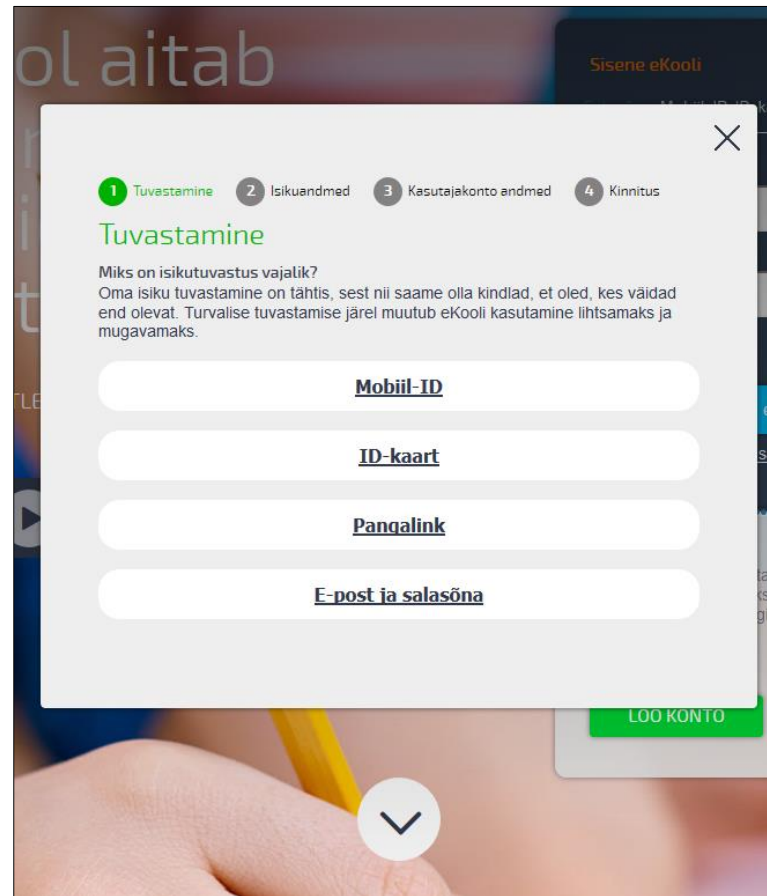 ol aitab
Sisene eKooli
1 Tuvastamine 2 Isikuandmed 3 Kasutajakonto andmed 4 Kinnitus
Tuvastamine
Miks on isikutuvastus vajalik?
Oma isiku tuvastamine on tähtis, sest nii saame olla kindlad, et oled, kes väidad
end olevat. Turvalise tuvastamise järel muutub eKooli kasutamine lihtsamaks ja
mugavamaks.
Mobiil-ID
ID-kaart
Pangalink
E-post ja salasõna
LOO KONTO